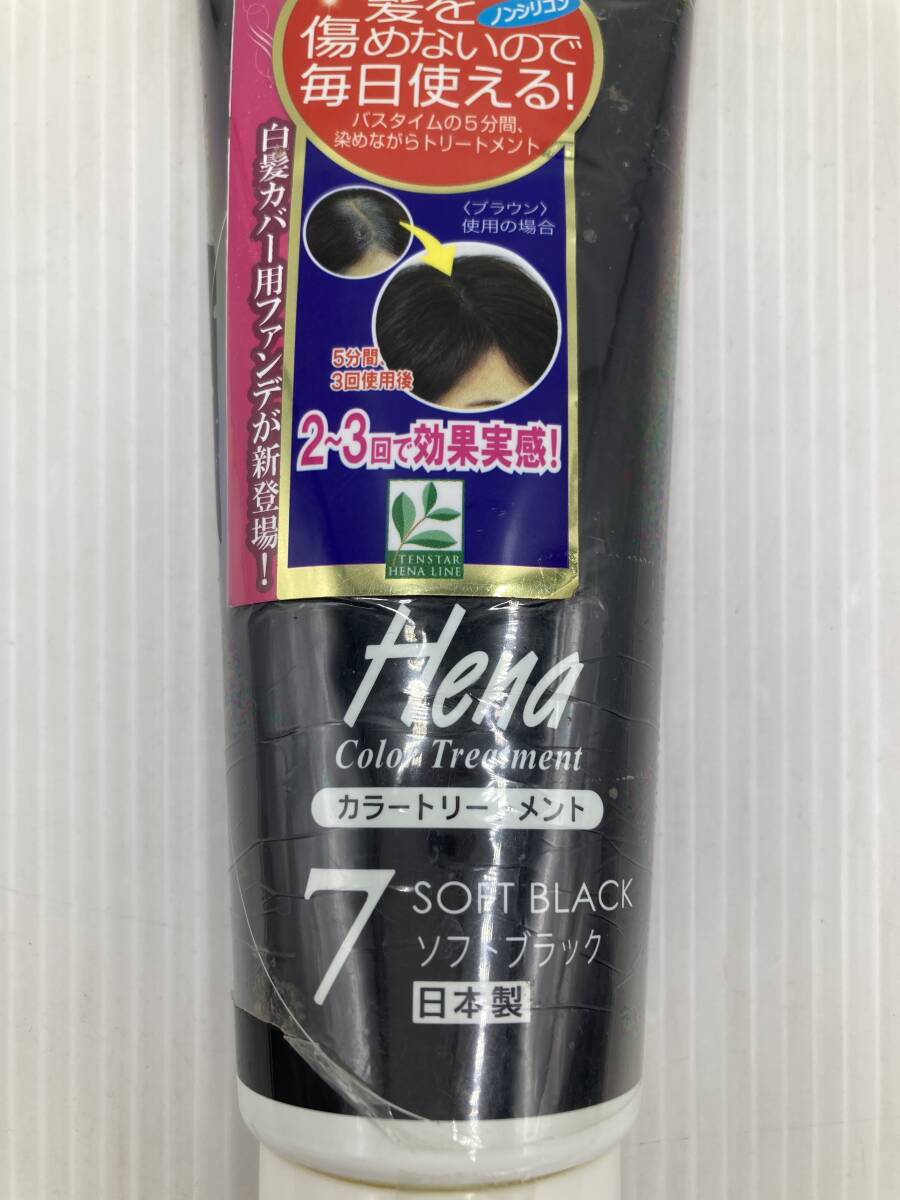 髪を
ノンシリコン
傷めないので
毎日使える!
バスタイムの5分間、
染めながらトリートメント
白髪カバー用ファンデが新登場!
〈ブラウン〉
使用の場合
5分間、
3回使用後
2~3回で効果実感!
TENSTAR
HENA LINE
Hena
Color Treatment
カラートリートメント
7
SOFT BLACK
ソフトブラック
日本製